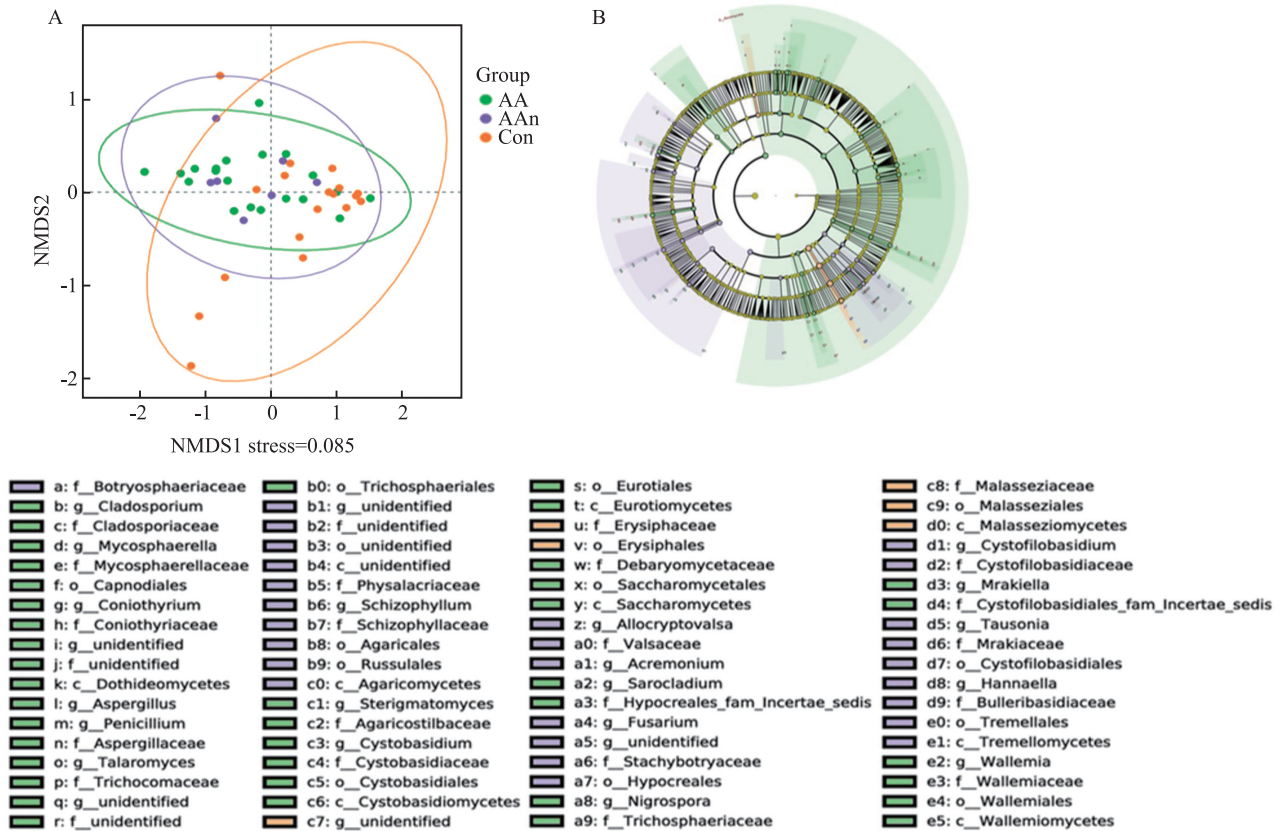 A
B
Group
AA
AAn
Con
1
0
-1
-2
NMDS2
-2
-1
0
1
2
NMDS1 stress=0.085
a: f__Botryosphaeriaceae
b: g__Cladosporium
c: f__Cladosporiaceae
d: g__Mycosphaerella
e: f__Mycosphaerellaceae
f: o__Capnodiales
g: g__Coniothyrium
h: f__Coniothyriaceae
i: g__unidentified
j: f__unidentified
k: c__Dothideomycetes
l: g__Aspergillus
m: g__Penicillium
n: f__Aspergillaceae
o: g__Talaromyces
p: f__Trichocomaceae
q: g__unidentified
r: f__unidentified
b0: o__Trichosphaeriales
b1: g__unidentified
b2: f__unidentified
b3: o__unidentified
b4: c__unidentified
b5: f__Physalacriaceae
b6: g__Schizophyllum
b7: f__Schizophyllaceae
b8: o__Agaricales
b9: o__Russulales
c0: c__Agaricomycetes
c1: g__Sterigmatomyces
c2: f__Agaricostilbaceae
c3: g__Cystobasidium
c4: f__Cystobasidiaceae
c5: o__Cystobasidiales
c6: c__Cystobasidiomycetes
c7: g__unidentified
s: o__Eurotiales
t: c__Eurotiomycetes
u: f__Erysiphaceae
v: o__Erysiphales
w: f__Debaryomycetaceae
x: o__Saccharomycetales
y: c__Saccharomycetes
z: g__Allocryptovalsa
a0: f__Valsaceae
a1: g__Acremonium
a2: g__Sarocladium
a3: f__Hypocreales_fam_Incertae_sedis
a4: g__Fusarium
a5: g__unidentified
a6: f__Stachybotryaceae
a7: o__Hypocreales
a8: g__Nigrospora
a9: f__Trichosphaeriaceae
c8: f__Malasseziaceae
c9: o__Malasseziales
d0: c__Malasseziomycetes
d1: g__Cystofilobasidium
d2: f__Cystofilobasidiaceae
d3: g__Mrakiella
d4: f__Cystofilobasidiales_fam_Incertae_sedis
d5: g__Tausonia
d6: f__Mrakiaceae
d7: o__Cystofilobasidiales
d8: g__Hannaella
d9: f__Bulleribasidiaceae
e0: o__Tremellales
e1: c__Tremellomycetes
e2: g__Wallemia
e3: f__Wallemiaceae
e4: o__Wallemiales
e5: c__Wallemiomycetes